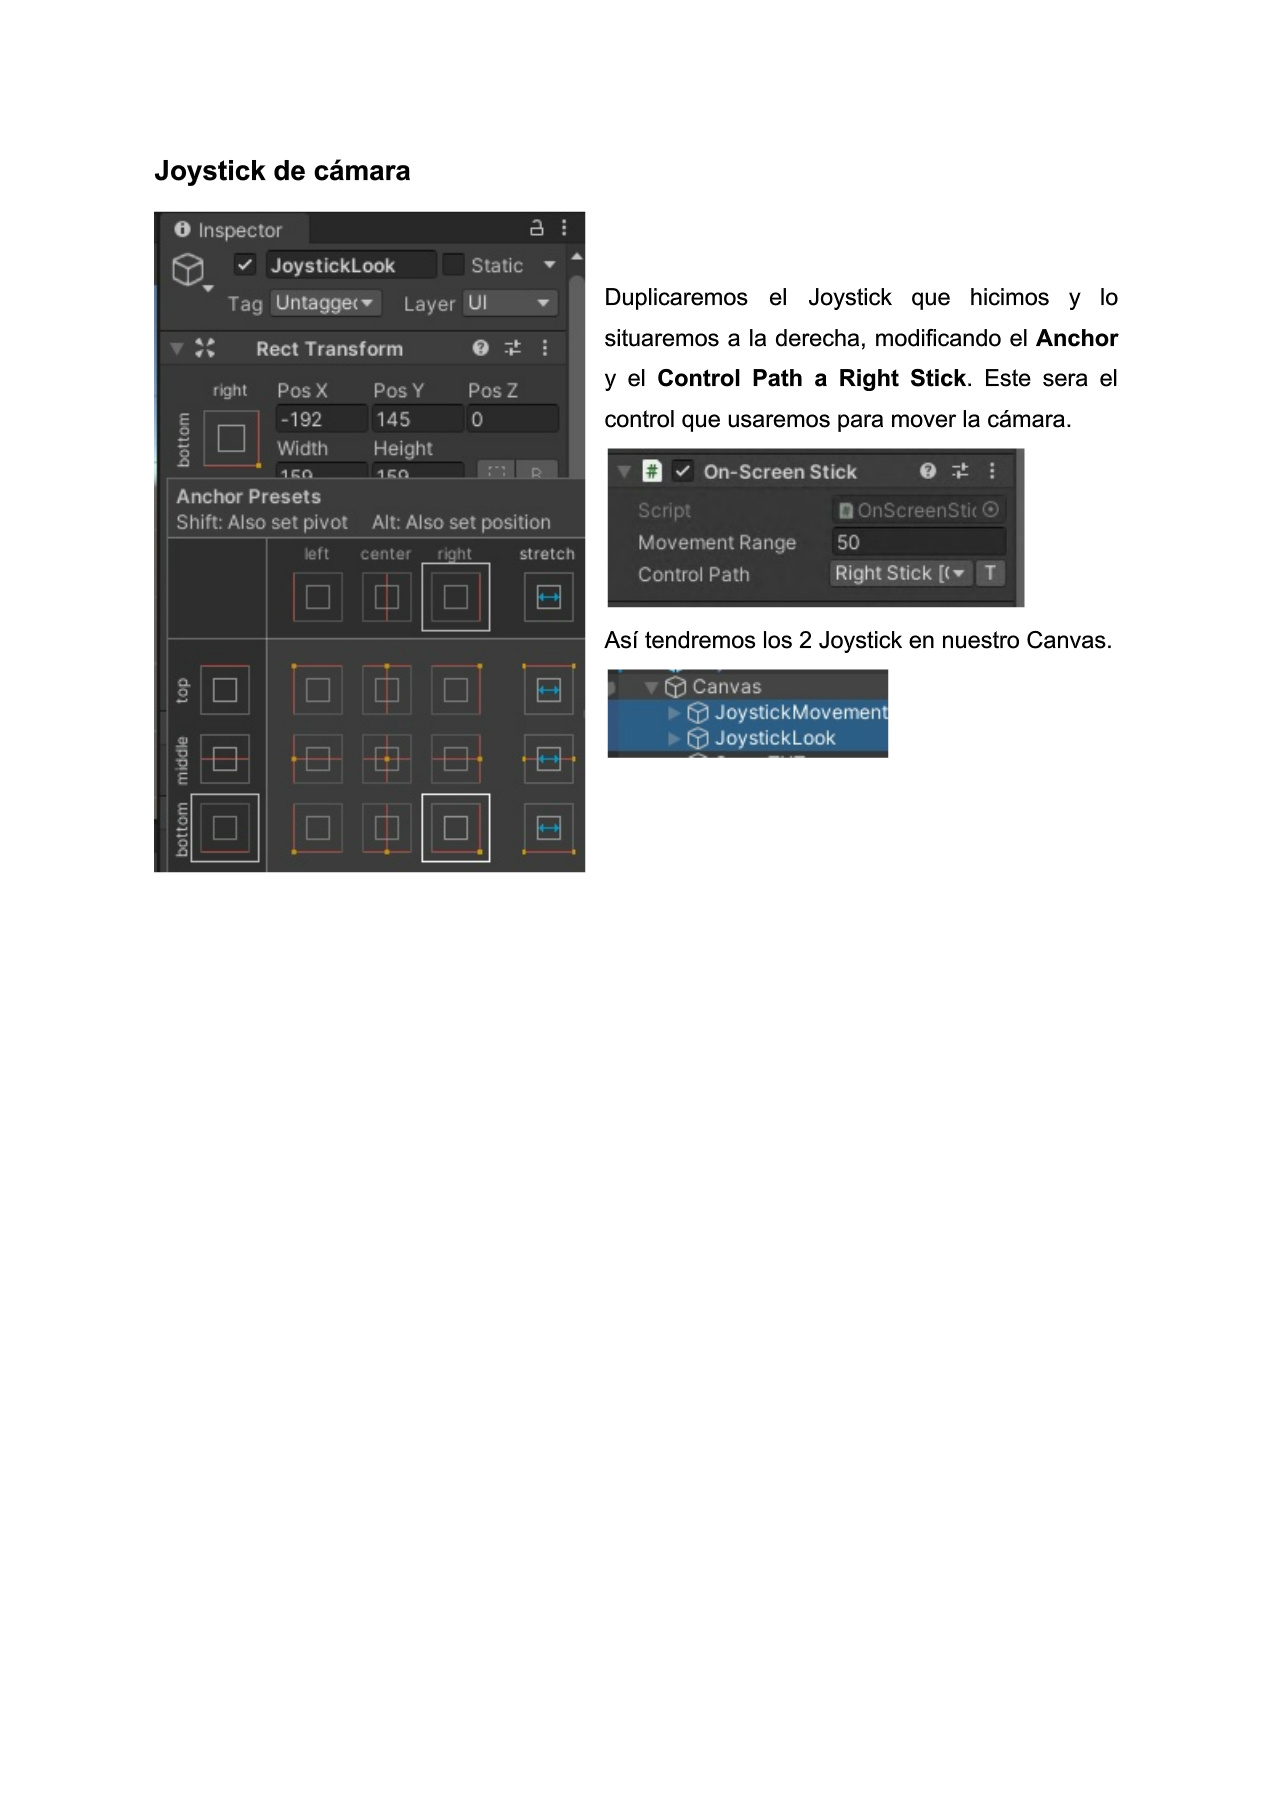 Joystick de cámara
Inspector
JoystickLook Static
Tag Untagged Layer UI
Rect Transform
right Pos X Pos Y Pos Z
bottom
-192 145 0
Width Height
159 159 R
Anchor Presets
Shift: Also set pivot Alt: Also set position
left center right stretch
top
middle
bottom
Duplicaremos el Joystick que hicimos y lo
situaremos a la derecha, modificando el Anchor
y el Control Path a Right Stick. Este sera el
control que usaremos para mover la cámara.
# On-Screen Stick
Script # OnScreenStic
Movement Range 50
Control Path Right Stick [( T
Así tendremos los 2 Joystick en nuestro Canvas.
Canvas
JoystickMovement
JoystickLook